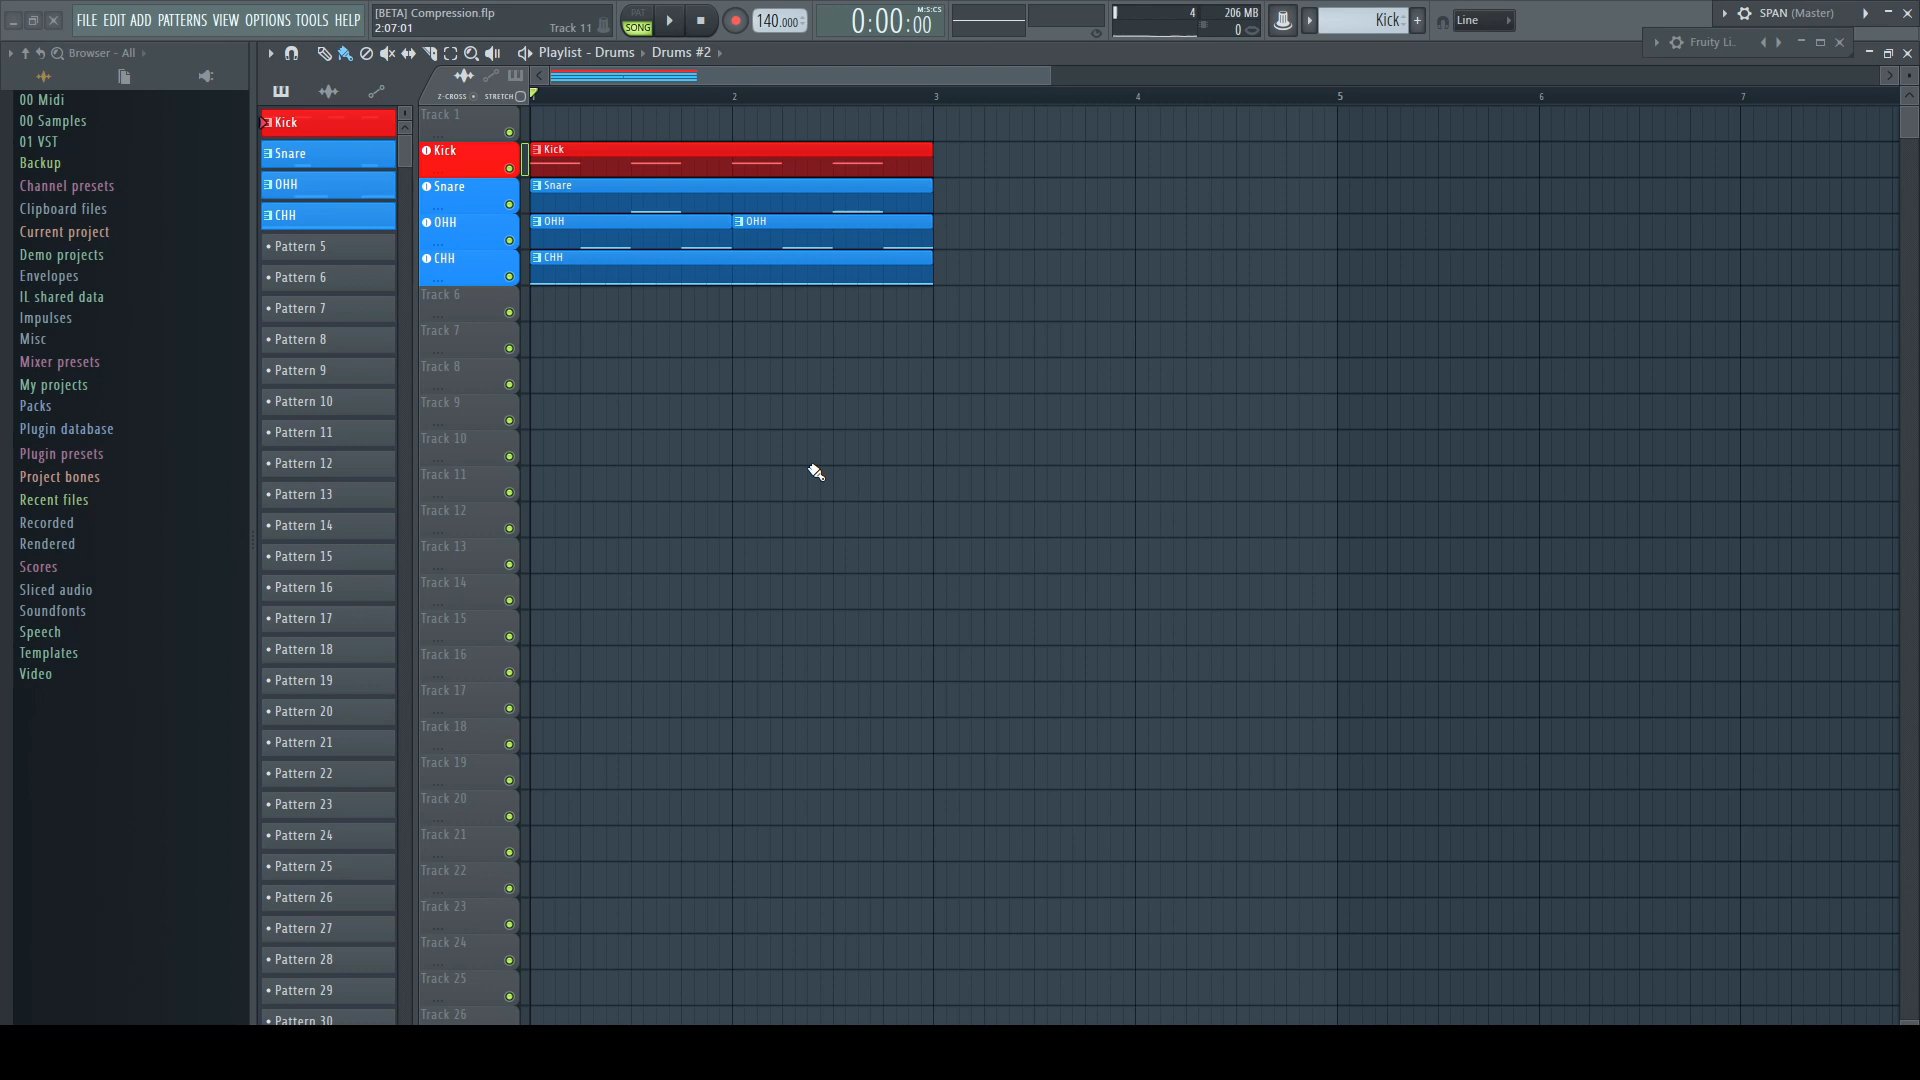 FILE EDIT ADD PATTERNS VIEW OPTIONS TOOLS HELP
[BETA] Compression.flp
2:07:01
Track 11
PAT
SONG
140.000
0:00:00
M:S:CS
4
206 MB
0
Kick
Line
SPAN (Master)
Browser - All
Playlist - Drums › Drums #2
Fruity Li..
Z-CROSS
STRETCH
1
2
3
4
5
6
7
00 Midi
00 Samples
01 VST
Backup
Channel presets
Clipboard files
Current project
Demo projects
Envelopes
IL shared data
Impulses
Misc
Mixer presets
My projects
Packs
Plugin database
Plugin presets
Project bones
Recent files
Recorded
Rendered
Scores
Sliced audio
Soundfonts
Speech
Templates
Video
Kick
Snare
OHH
CHH
Pattern 5
Pattern 6
Pattern 7
Pattern 8
Pattern 9
Pattern 10
Pattern 11
Pattern 12
Pattern 13
Pattern 14
Pattern 15
Pattern 16
Pattern 17
Pattern 18
Pattern 19
Pattern 20
Pattern 21
Pattern 22
Pattern 23
Pattern 24
Pattern 25
Pattern 26
Pattern 27
Pattern 28
Pattern 29
Pattern 30
Track 1
Kick
Snare
OHH
CHH
Track 6
Track 7
Track 8
Track 9
Track 10
Track 11
Track 12
Track 13
Track 14
Track 15
Track 16
Track 17
Track 18
Track 19
Track 20
Track 21
Track 22
Track 23
Track 24
Track 25
Track 26
Kick
Snare
OHH
OHH
CHH